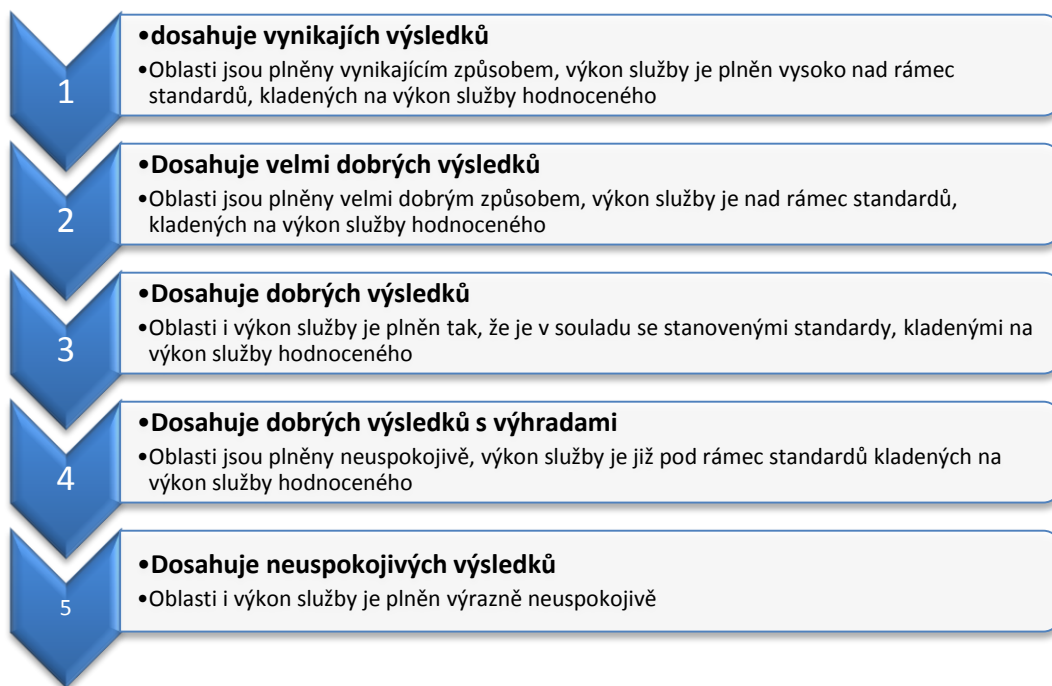 1
•dosahuje vynikajích výsledků
•Oblasti jsou plněny vynikajícím způsobem, výkon služby je plněn vysoko nad rámec
standardů, kladených na výkon služby hodnoceného
2
•Dosahuje velmi dobrých výsledků
•Oblasti jsou plněny velmi dobrým způsobem, výkon služby je nad rámec standardů,
kladených na výkon služby hodnoceného
3
•Dosahuje dobrých výsledků
•Oblasti i výkon služby je plněn tak, že je v souladu se stanovenými standardy, kladenými na
výkon služby hodnoceného
4
•Dosahuje dobrých výsledků s výhradami
•Oblasti jsou plněny neuspokojivě, výkon služby je již pod rámec standardů kladených na
výkon služby hodnoceného
5
•Dosahuje neuspokojivých výsledků
•Oblasti i výkon služby je plněn výrazně neuspokojivě